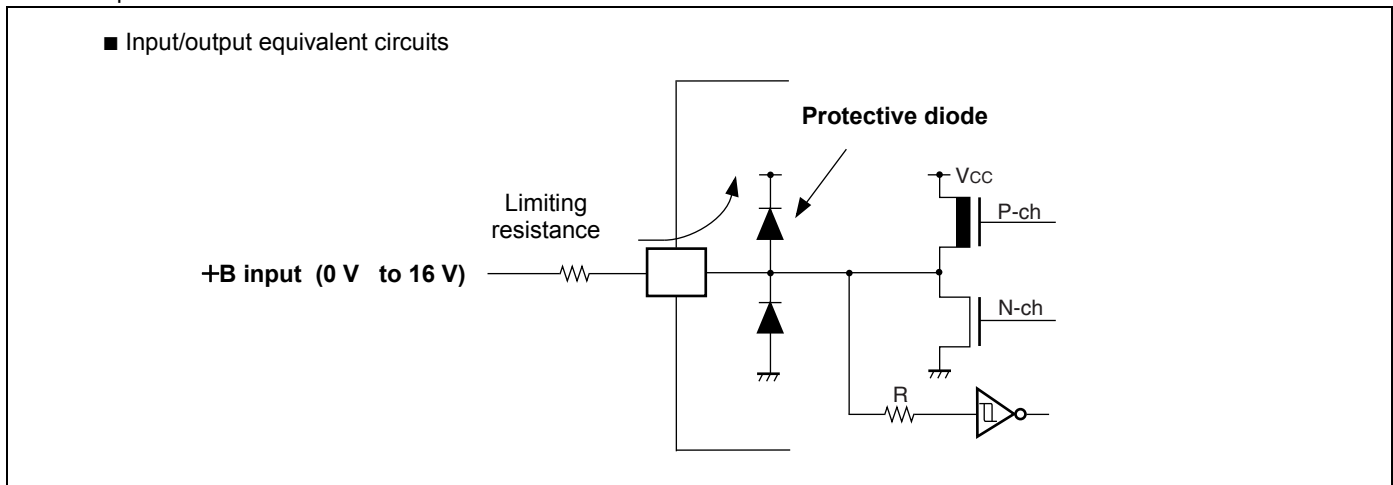 ■ Input/output equivalent circuits
Protective diode
Vcc
Limiting
resistance
P-ch
+B input (0 V to 16 V)
N-ch
R